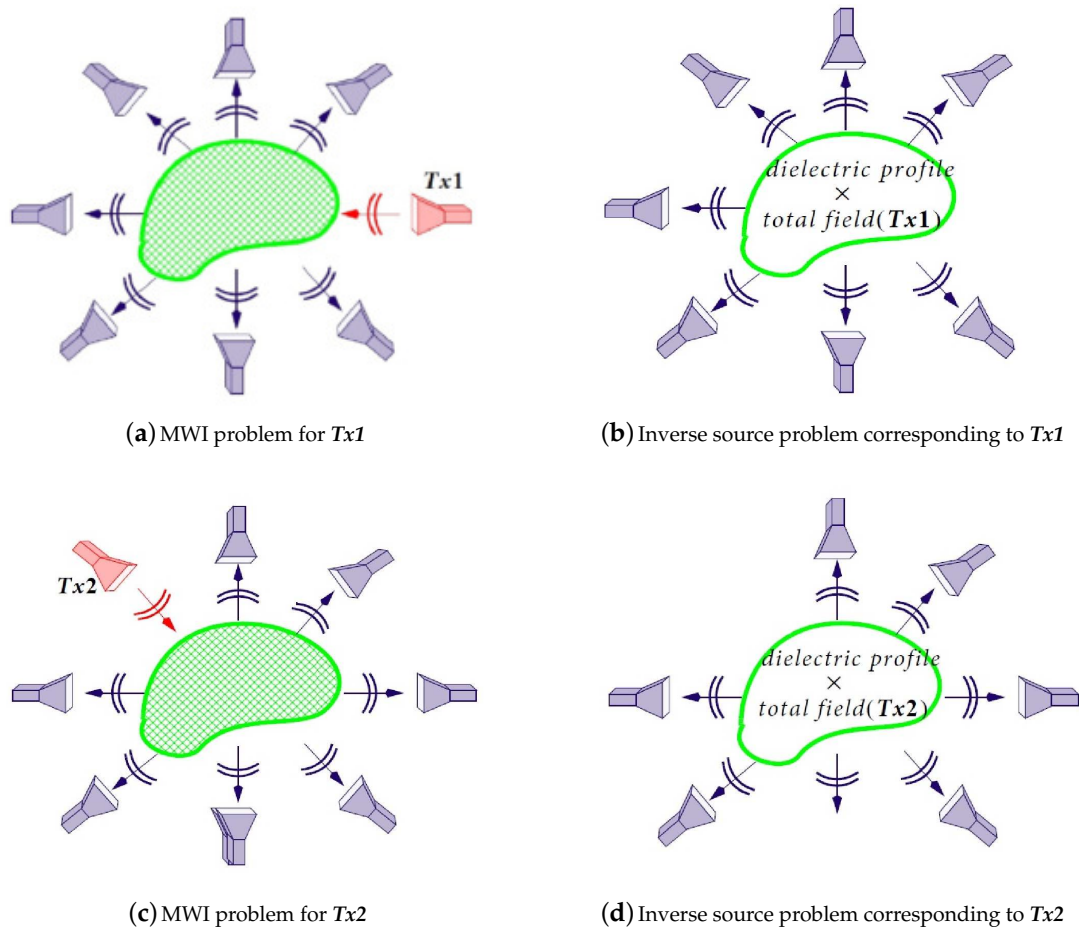 Tx1
dielectric profile
×
total field(Tx1)
(a) MWI problem for Tx1
(b) Inverse source problem corresponding to Tx1
Tx2
dielectric profile
×
total field(Tx2)
(c) MWI problem for Tx2
(d) Inverse source problem corresponding to Tx2